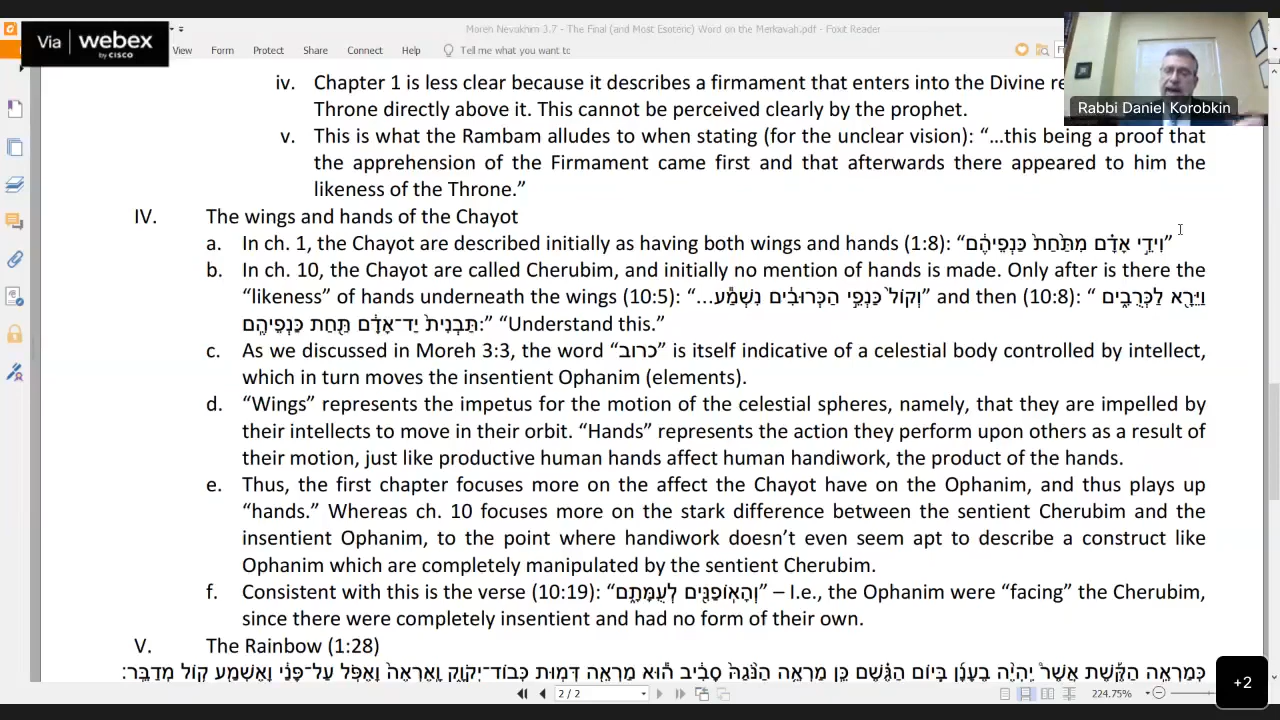 Via webex
by CISCO
Moreh Nevakhim 3.7 - The Final (and Most Esoteric) Word on the Merkavah.pdf - Foxit Reader
View Form Protect Share Connect Help Tell me what you want to
Rabbi Daniel Korobkin
iv. Chapter 1 is less clear because it describes a firmament that enters into the Divine re
Throne directly above it. This cannot be perceived clearly by the prophet.
v. This is what the Rambam alludes to when stating (for the unclear vision): “…this being a proof that
the apprehension of the Firmament came first and that afterwards there appeared to him the
likeness of the Throne.”
IV. The wings and hands of the Chayot
a. In ch. 1, the Chayot are described initially as having both wings and hands (1:8): “וִידֵ֣י אָדָ֗ם מִתַּ֙חַת֙ כַּנְפֵיהֶ֔ם”
b. In ch. 10, the Chayot are called Cherubim, and initially no mention of hands is made. Only after is there the
“likeness” of hands underneath the wings (10:5): “וְקוֹל֙ כַּנְפֵ֣י הַכְּרוּבִ֔ים נִשְׁמַ֕ע...” and then (10:8): “וַיֵּרָ֖א לַכְּרֻבִ֑ים
תַּבְנִית֙ יַד־אָדָ֔ם תַּ֖חַת כַּנְפֵיהֶֽם:” “Understand this.”
c. As we discussed in Moreh 3:3, the word “כרוב” is itself indicative of a celestial body controlled by intellect,
which in turn moves the insentient Ophanim (elements).
d. “Wings” represents the impetus for the motion of the celestial spheres, namely, that they are impelled by
their intellects to move in their orbit. “Hands” represents the action they perform upon others as a result of
their motion, just like productive human hands affect human handiwork, the product of the hands.
e. Thus, the first chapter focuses more on the affect the Chayot have on the Ophanim, and thus plays up
“hands.” Whereas ch. 10 focuses more on the stark difference between the sentient Cherubim and the
insentient Ophanim, to the point where handiwork doesn’t even seem apt to describe a construct like
Ophanim which are completely manipulated by the sentient Cherubim.
f. Consistent with this is the verse (10:19): “וְהָאֽוֹפַנִּ֖ים לְעֻמָּתָ֑ם” – I.e., the Ophanim were “facing” the Cherubim,
since there were completely insentient and had no form of their own.
V. The Rainbow (1:28)
כְּמַרְאֵ֣ה הַקֶּ֡שֶׁת אֲשֶׁר֩ יִֽהְיֶ֨ה בֶעָנָ֜ן בְּי֣וֹם הַגֶּ֗שֶׁם כֵּ֣ן מַרְאֵ֤ה הַנֹּ֙גַהּ֙ סָבִ֔יב ה֕וּא מַרְאֵ֖ה דְּמ֣וּת כְּבוֹד־יְקֹוָ֑ק וָֽאֶרְאֶה֙ וָאֶפֹּ֣ל עַל־פָּנַ֔י וָאֶשְׁמַ֖ע ק֥וֹל מְדַבֵּֽר:
2 / 2
224.75%
+2